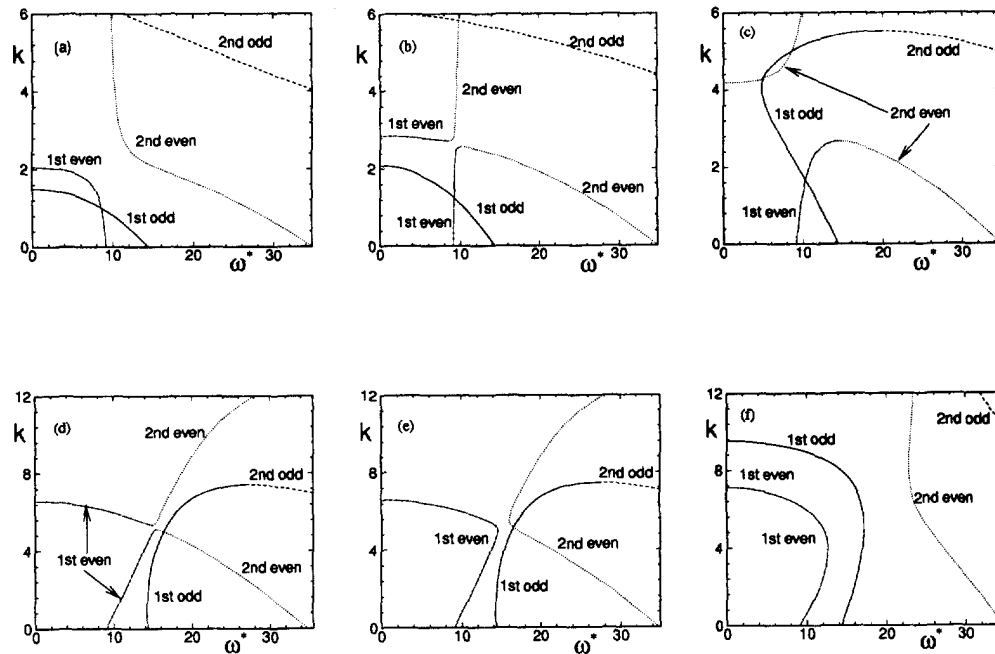 6
(a)
2nd odd
k
4
2nd even
1st even
2
1st odd
0
0 10 20 30
ω*
6
(b)
2nd odd
k
4
2nd even
1st even
2
2nd even
1st even
1st odd
0
0 10 20 30
ω*
6
(c)
k
2nd odd
4
1st odd
2nd even
2
1st even
0
0 10 20 30
ω*
12
(d)
k
2nd even
8
2nd odd
4
1st even
2nd even
1st odd
0
0 10 20 30
ω*
12
(e)
k
2nd even
8
2nd odd
1st even
4
2nd even
1st odd
0
0 10 20 30
ω*
12
(f)
k
1st odd
2nd odd
8
1st even
2nd even
4
1st even
0
0 10 20 30
ω*